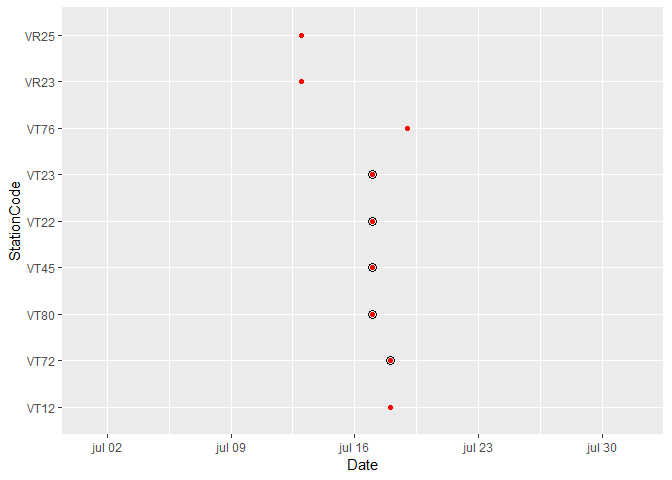 VR25
VR23
VT76
VT23
VT22
VT45
VT80
VT72
VT12
StationCode
jul 02 jul 09 jul 16 jul 23 jul 30
Date